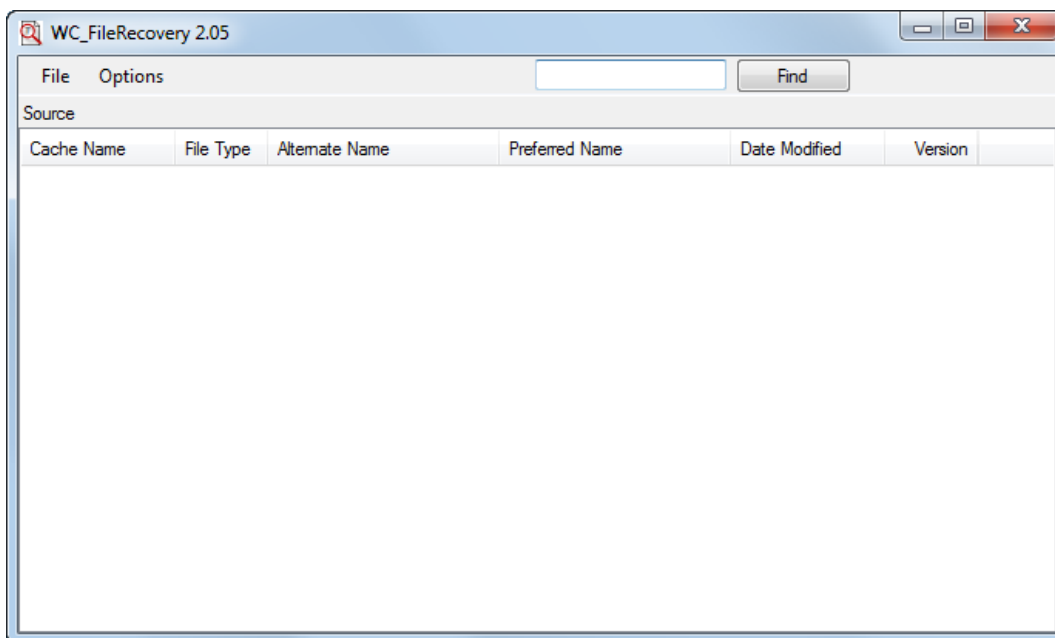 WC_FileRecovery 2.05
File Options Find
Source
Cache Name File Type Alternate Name Preferred Name Date Modified Version